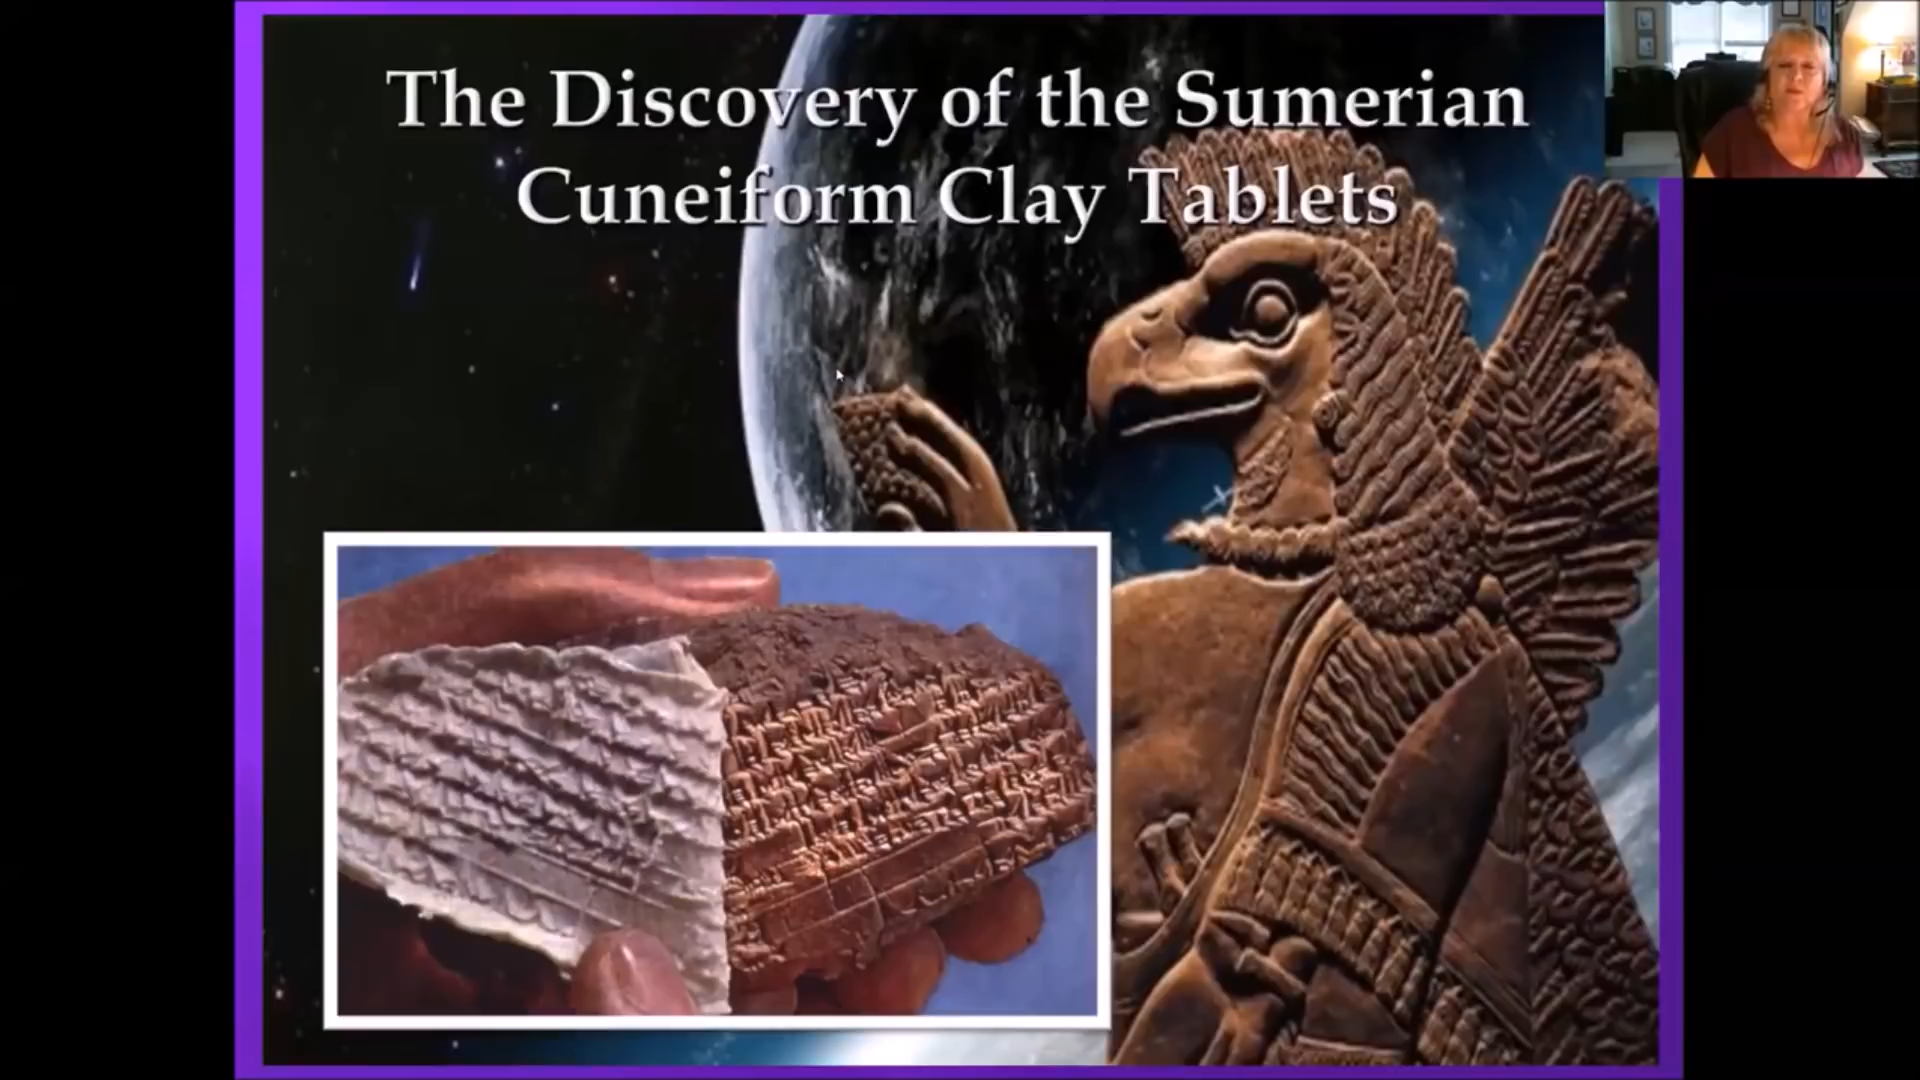 The Discovery of the Sumerian
Cuneiform Clay Tablets